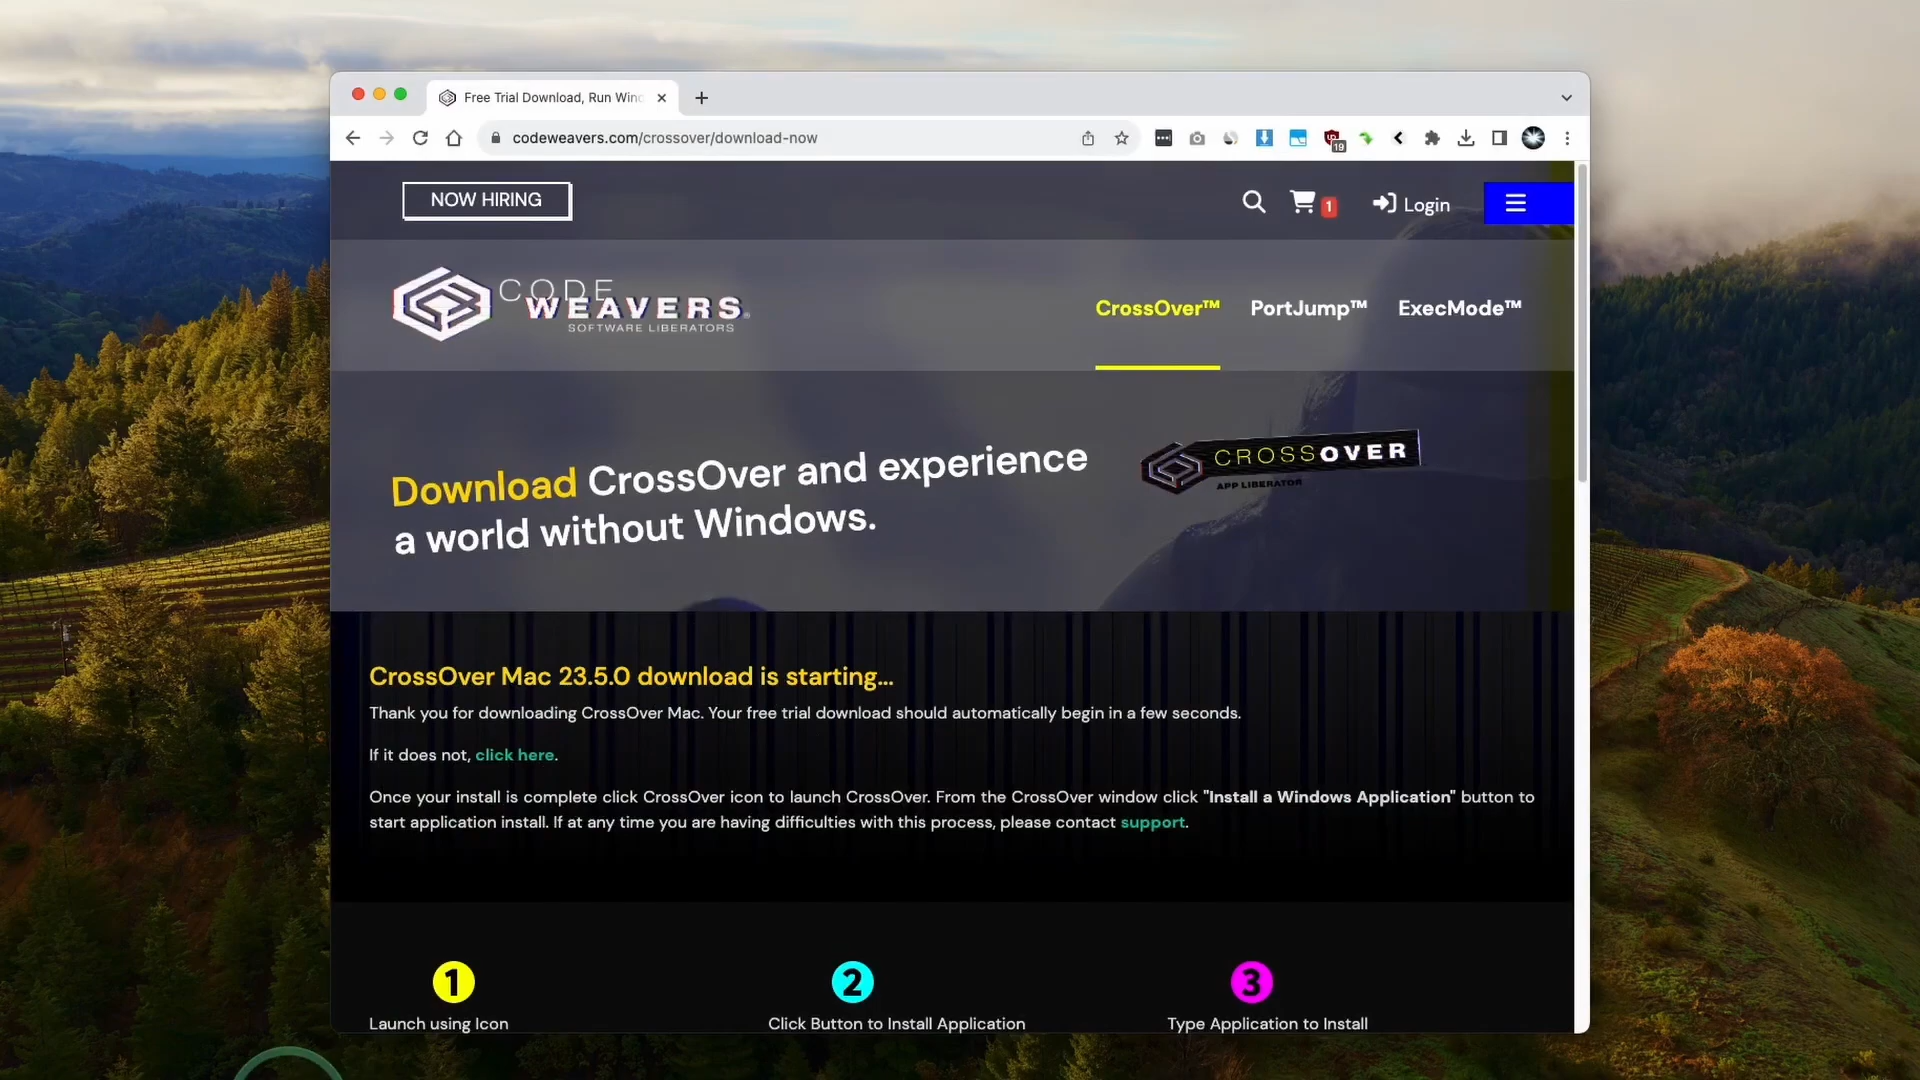 Free Trial Download, Run Winc
codeweavers.com/crossover/download-now
19
NOW HIRING
1
Login
CODE
WEAVERS®
SOFTWARE LIBERATORS
CrossOver™
PortJump™
ExecMode™
Download CrossOver and experience
a world without Windows.
CROSSOVER
APP LIBERATOR
CrossOver Mac 23.5.0 download is starting...
Thank you for downloading CrossOver Mac. Your free trial download should automatically begin in a few seconds.
If it does not, click here.
Once your install is complete click CrossOver icon to launch CrossOver. From the CrossOver window click "Install a Windows Application" button to
start application install. If at any time you are having difficulties with this process, please contact support.
1
2
3
Launch using Icon
Click Button to Install Application
Type Application to Install